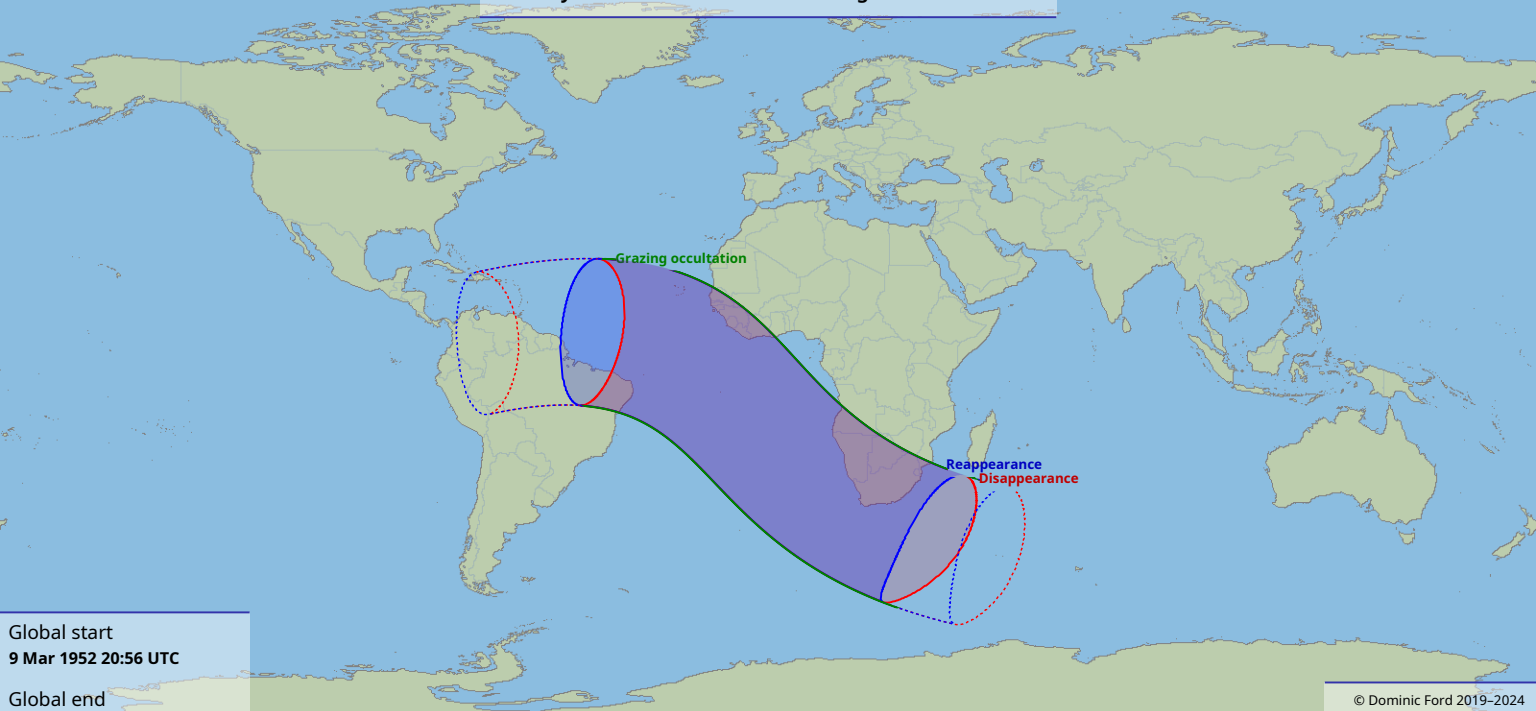 Grazing occultation
Reappearance
Disappearance
Global start
9 Mar 1952 20:56 UTC
Global end
© Dominic Ford 2019–2024